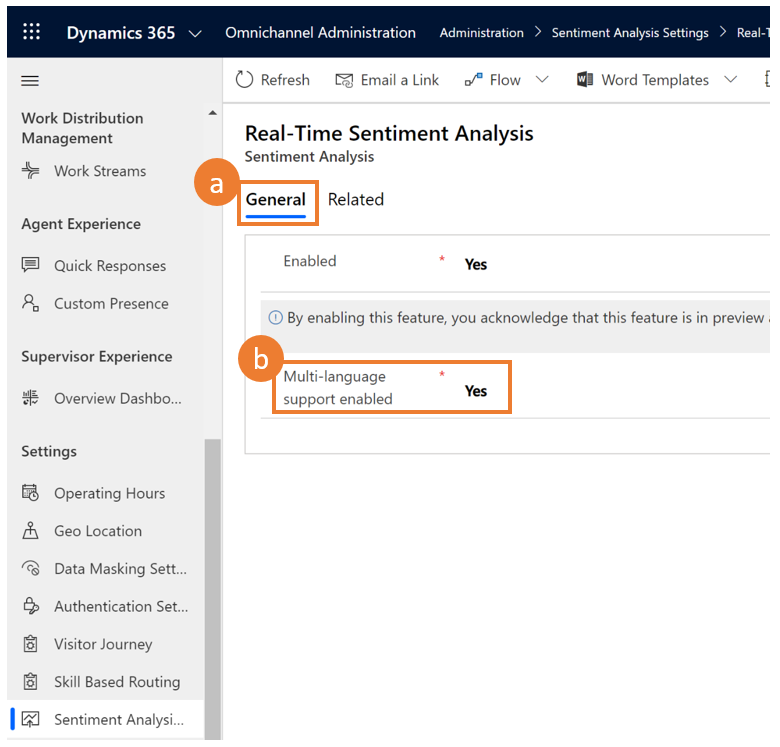 Dynamics 365 Omnichannel Administration Administration > Sentiment Analysis Settings > Real-T
Refresh Email a Link Flow Word Templates
Work Distribution
Management
Work Streams
Agent Experience
Quick Responses
Custom Presence
Supervisor Experience
Overview Dashbo...
Settings
Operating Hours
Geo Location
Data Masking Sett...
Authentication Set...
Visitor Journey
Skill Based Routing
Sentiment Analysi...
Real-Time Sentiment Analysis
Sentiment Analysis
a
General Related
Enabled * Yes
By enabling this feature, you acknowledge that this feature is in preview a
b
Multi-language
support enabled * Yes